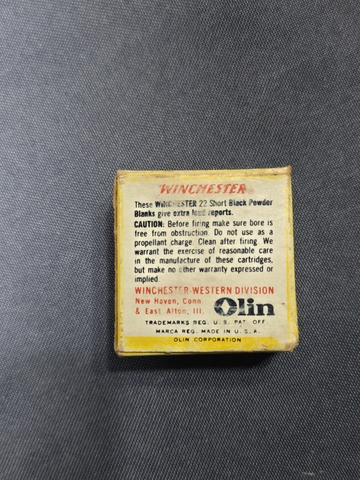 WINCHESTER
These WINCHESTER 22 Short Black Powder
Blanks give extra loud reports.
CAUTION: Before firing make sure bore is
free from obstruction. Do not use as a
propellant charge. Clean after firing. We
warrant the exercise of reasonable care
in the manufacture of these cartridges,
but make no other warranty expressed or
implied.
WINCHESTER-WESTERN DIVISION
New Haven, Conn.
& East Alton, Ill.
Olin
TRADEMARKS REG. U. S. PAT. OFF.
MARCA REG. MADE IN U. S. A.
OLIN CORPORATION